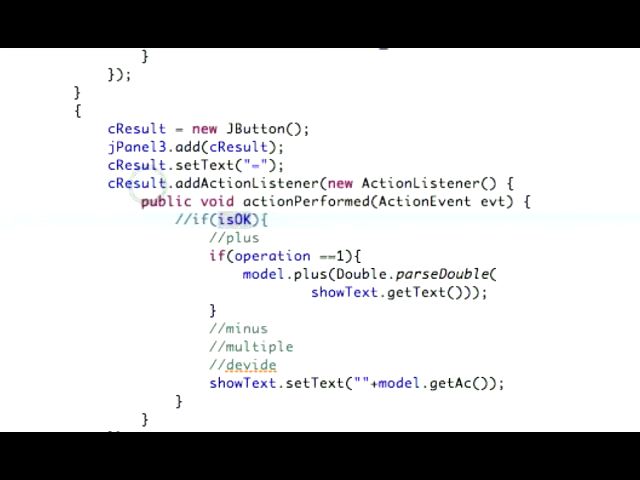 }
});
}
{
cResult = new JButton();
jPanel3.add(cResult);
cResult.setText("=");
cResult.addActionListener(new ActionListener() {
public void actionPerformed(ActionEvent evt) {
//if(isOK){
//plus
if(operation ==1){
model.plus(Double.parseDouble(
showText.getText()));
}
//minus
//multiple
//devide
showText.setText(""+model.getAc());
}
}